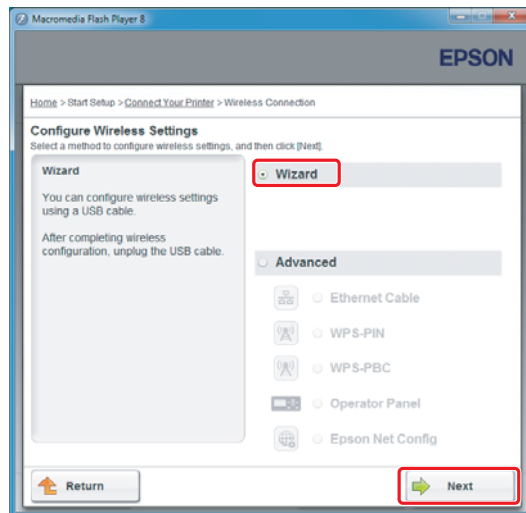 Macromedia Flash Player 8
EPSON
Home > Start Setup > Connect Your Printer > Wireless Connection
Configure Wireless Settings
Select a method to configure wireless settings, and then click [Next].
Wizard
You can configure wireless settings
using a USB cable.
After completing wireless
configuration, unplug the USB cable.
Wizard
Advanced
Ethernet Cable
WPS-PIN
WPS-PBC
Operator Panel
Epson Net Config
Return
Next